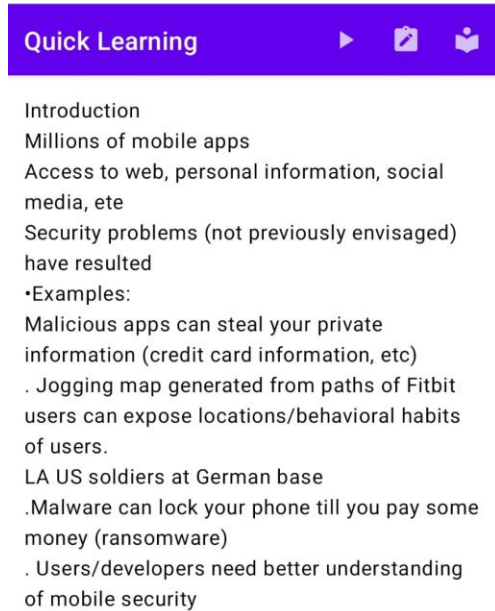 Quick Learning
Introduction
Millions of mobile apps
Access to web, personal information, social
media, ete
Security problems (not previously envisaged)
have resulted
•Examples:
Malicious apps can steal your private
information (credit card information, etc)
. Jogging map generated from paths of Fitbit
users can expose locations/behavioral habits
of users.
LA US soldiers at German base
.Malware can lock your phone till you pay some
money (ransomware)
. Users/developers need better understanding
of mobile security